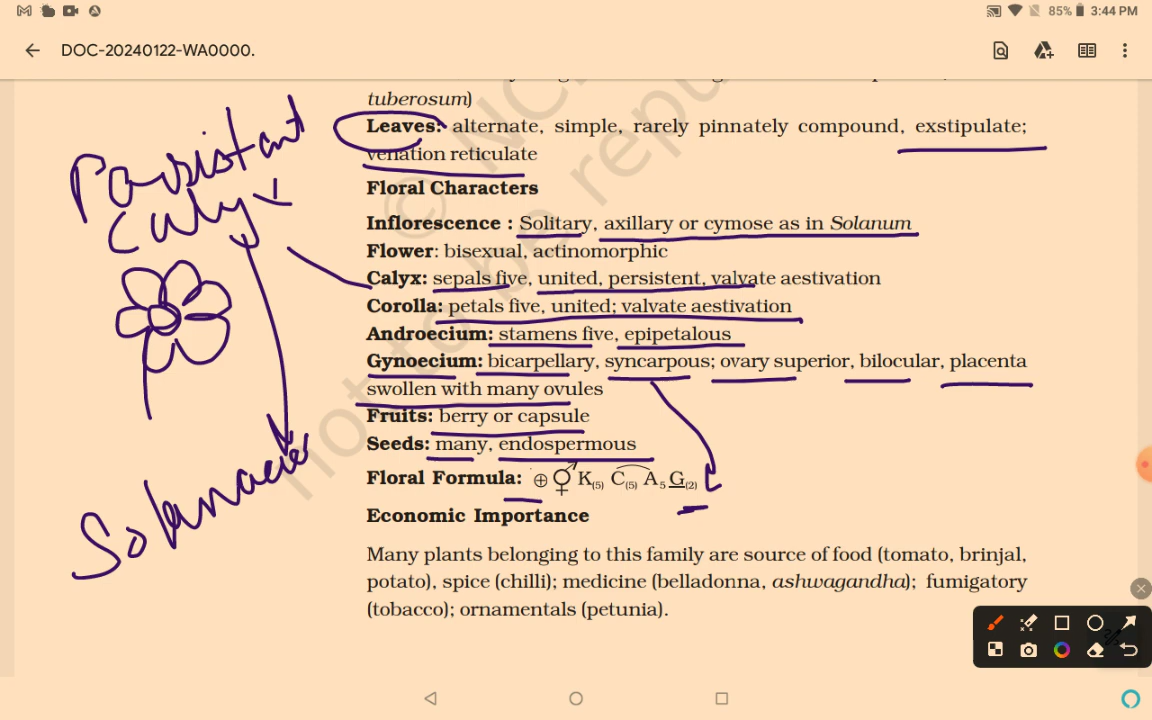 85% 3:44 PM
DOC-20240122-WA0000.
tuberosum)
Leaves: alternate, simple, rarely pinnately compound, exstipulate;
venation reticulate
Floral Characters
Inflorescence : Solitary, axillary or cymose as in Solanum
Flower: bisexual, actinomorphic
Calyx: sepals five, united, persistent, valvate aestivation
Corolla: petals five, united; valvate aestivation
Androecium: stamens five, epipetalous
Gynoecium: bicarpellary, syncarpous; ovary superior, bilocular, placenta
swollen with many ovules
Fruits: berry or capsule
Seeds: many, endospermous
Floral Formula: ⊕ ⚥ K(5) C(5) A5 G(2)
Economic Importance
Many plants belonging to this family are source of food (tomato, brinjal,
potato), spice (chilli); medicine (belladonna, ashwagandha); fumigatory
(tobacco); ornamentals (petunia).
not to be repu
© NCE